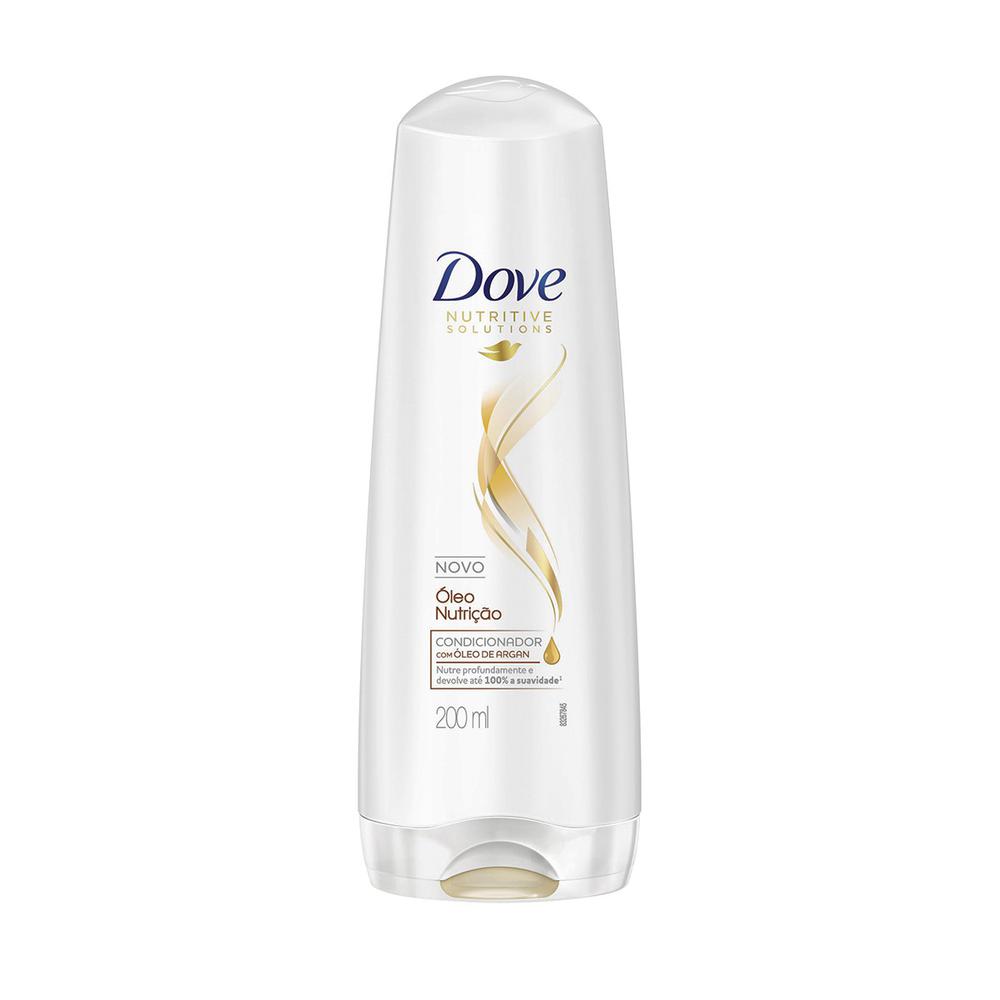 Dove
NUTRITIVE
SOLUTIONS
NOVO
Óleo
Nutrição
CONDICIONADOR
COM ÓLEO DE ARGAN
Nutre profundamente e
devolve até 100% a suavidade¹
200 ml